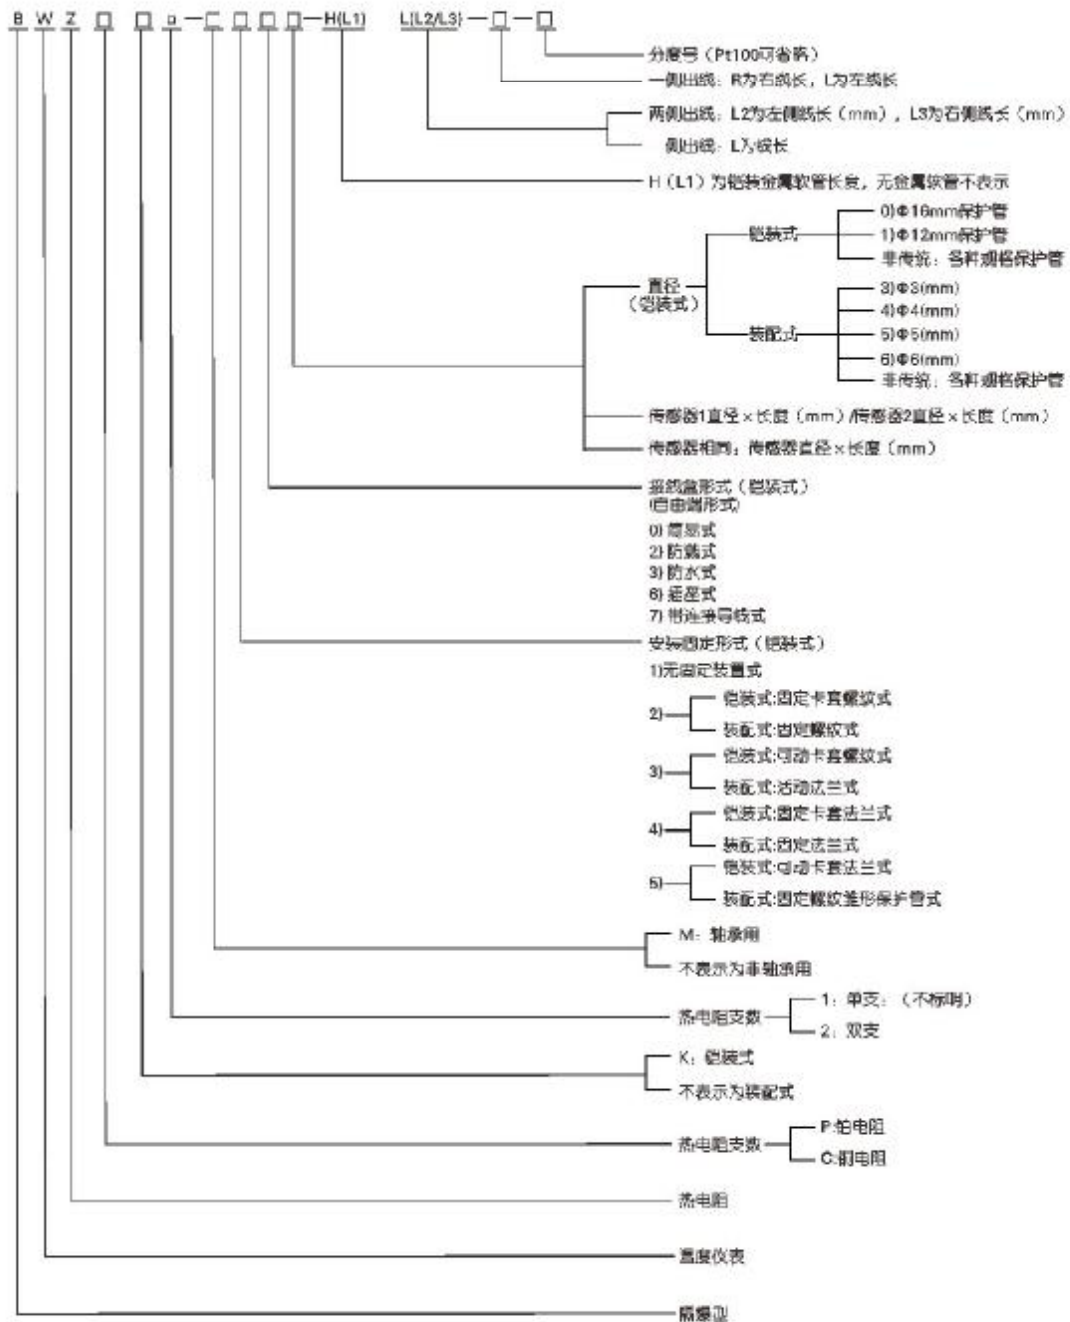 B W Z □ □ □ — □ □ □ □ — H(L1) L(L2/L3) — □ — □
分度号（Pt100可省略）
一侧出线：R为右线长，L为左线长
两侧出线：L2为左侧线长（mm），L3为右侧线长（mm）
侧出线：L为线长
H（L1）为铠装金属软管长度，无金属软管不表示
0)Φ16mm保护管
铠装式
1)Φ12mm保护管
非传统：各种规格保护管
直径
（铠装式）
3)Φ3(mm)
4)Φ4(mm)
装配式
5)Φ5(mm)
6)Φ6(mm)
非传统：各种规格保护管
传感器1直径×长度（mm）/传感器2直径×长度（mm）
传感器相同：传感器直径×长度（mm）
接线盒形式（铠装式）
(自由端形式)
0)简易式
2)防溅式
3)防水式
6)插座式
7)带连接导线式
安装固定形式（铠装式）
1)无固定装置式
2)
铠装式:固定卡套螺纹式
装配式:固定螺纹式
3)
铠装式:可动卡套螺纹式
装配式:活动法兰式
4)
铠装式:固定卡套法兰式
装配式:固定法兰式
5)
铠装式:可动卡套法兰式
装配式:固定螺纹锥形保护管式
M：轴承用
不表示为非轴承用
热电阻支数
1：单支：（不标明）
2：双支
K：铠装式
不表示为装配式
热电阻支数
P:铂电阻
C:铜电阻
热电阻
温度仪表
隔爆型